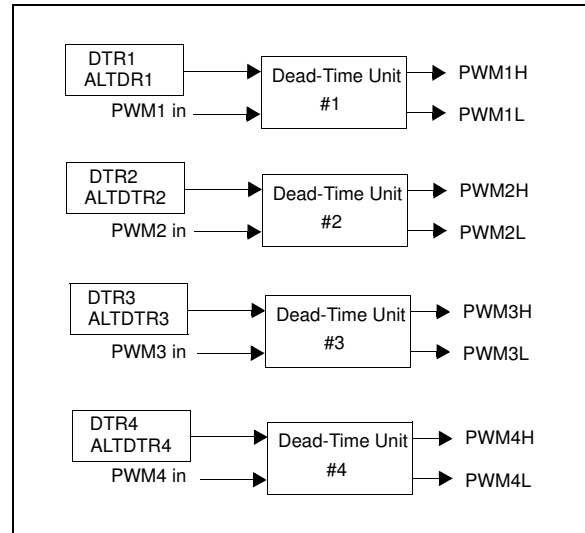 DTR1
ALTDR1
Dead-Time Unit
#1
PWM1H
PWM1 in
PWM1L
DTR2
ALTDTR2
Dead-Time Unit
#2
PWM2H
PWM2 in
PWM2L
DTR3
ALTDTR3
Dead-Time Unit
#3
PWM3H
PWM3 in
PWM3L
DTR4
ALTDTR4
Dead-Time Unit
#4
PWM4H
PWM4 in
PWM4L